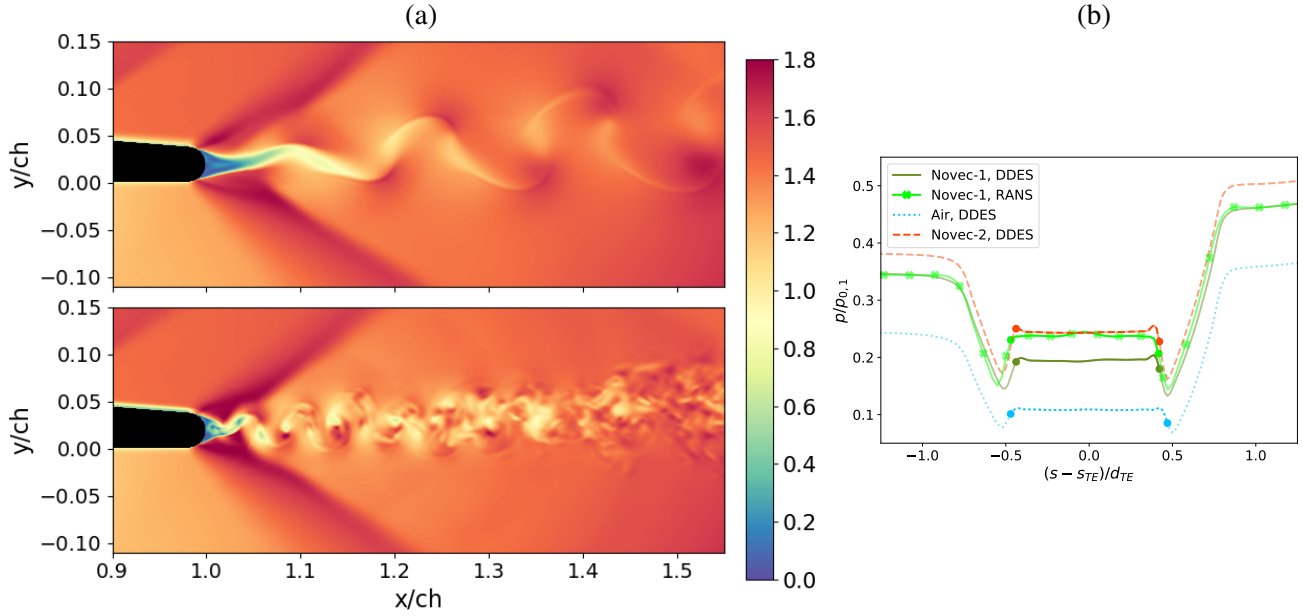 (a)
(b)
0.15
0.10
0.05
0.00
−0.05
−0.10
y/ch
0.15
0.10
0.05
0.00
−0.05
−0.10
y/ch
0.9 1.0 1.1 1.2 1.3 1.4 1.5
x/ch
1.8
1.6
1.4
1.2
1.0
0.8
0.6
0.4
0.2
0.0
Novec-1, DDES
Novec-1, RANS
Air, DDES
Novec-2, DDES
0.5
0.4
0.3
0.2
0.1
p/p0,1
−1.0 −0.5 0.0 0.5 1.0
(s − sTE)/dTE